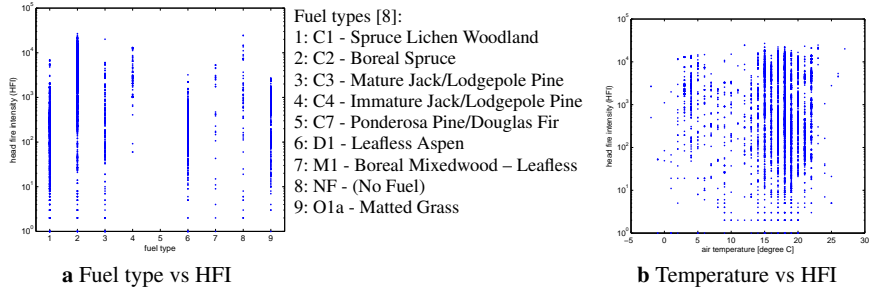 10^5
10^4
10^3
10^2
10^1
10^0
head fire intensity (HFI)
1 2 3 4 5 6 7 8 9
fuel type
a Fuel type vs HFI
Fuel types [8]:
1: C1 - Spruce Lichen Woodland
2: C2 - Boreal Spruce
3: C3 - Mature Jack/Lodgepole Pine
4: C4 - Immature Jack/Lodgepole Pine
5: C7 - Ponderosa Pine/Douglas Fir
6: D1 - Leafless Aspen
7: M1 - Boreal Mixedwood – Leafless
8: NF - (No Fuel)
9: O1a - Matted Grass
10^5
10^4
10^3
10^2
10^1
10^0
head fire intensity (HFI)
−5 0 5 10 15 20 25 30
air temperature [degree C]
b Temperature vs HFI